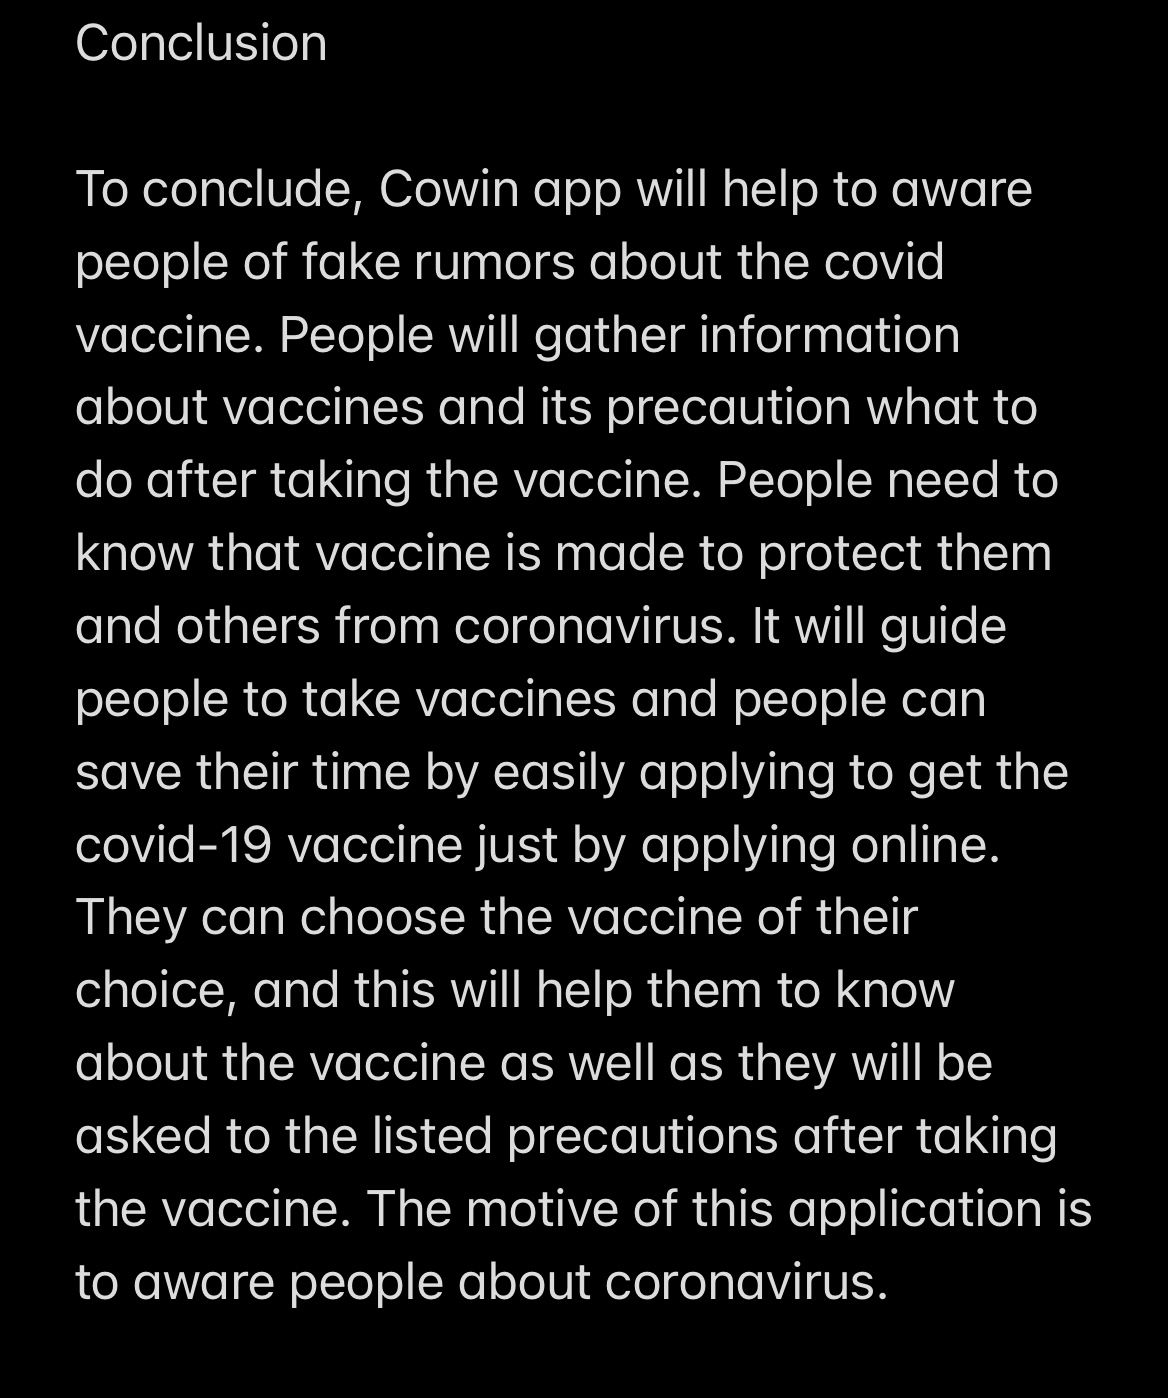 Conclusion
To conclude, Cowin app will help to aware
people of fake rumors about the covid
vaccine. People will gather information
about vaccines and its precaution what to
do after taking the vaccine. People need to
know that vaccine is made to protect them
and others from coronavirus. It will guide
people to take vaccines and people can
save their time by easily applying to get the
covid-19 vaccine just by applying online.
They can choose the vaccine of their
choice, and this will help them to know
about the vaccine as well as they will be
asked to the listed precautions after taking
the vaccine. The motive of this application is
to aware people about coronavirus.